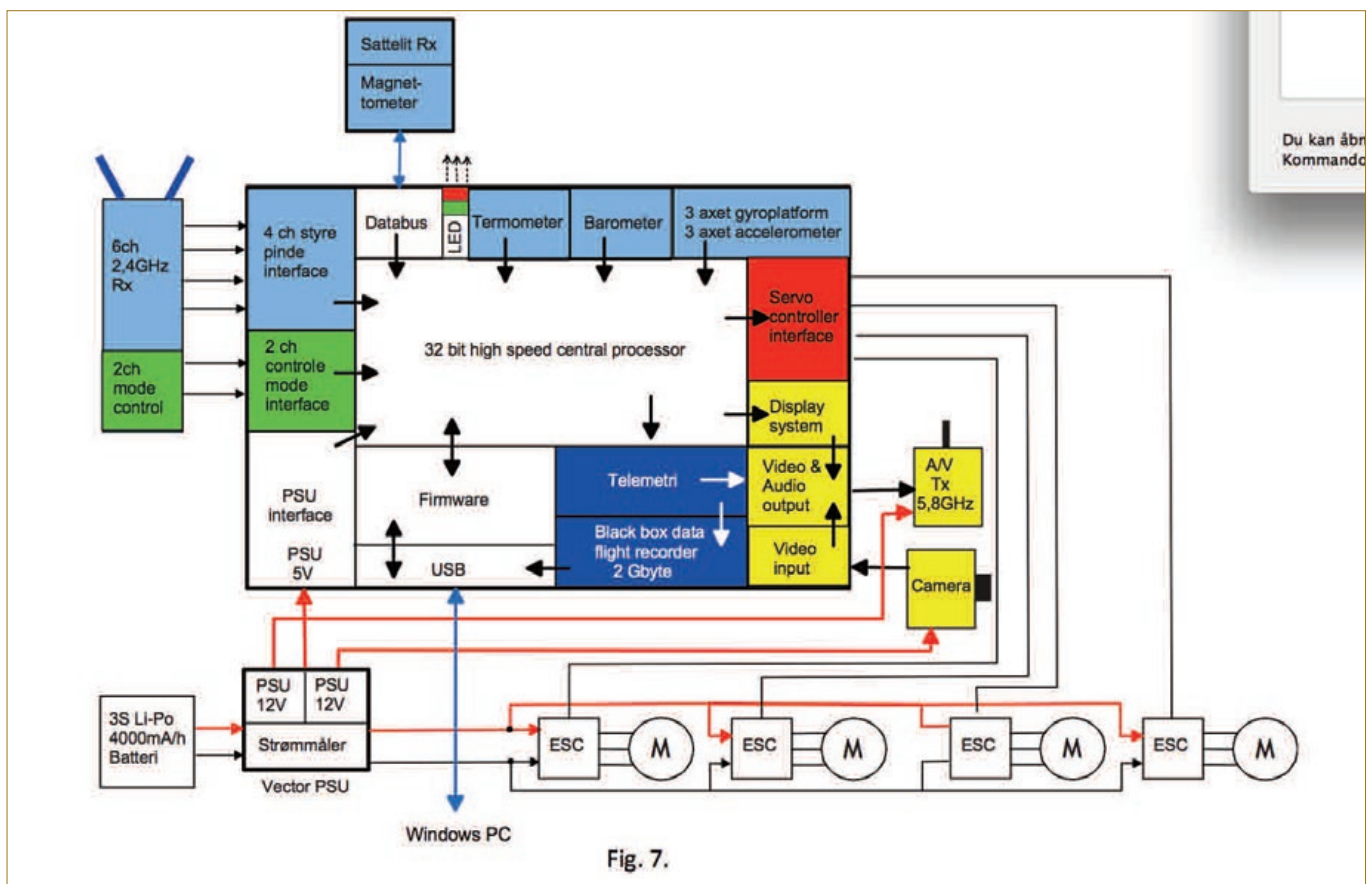 Sattelit Rx
Magnet-
tometer
Du kan åbn
Kommando
6ch
2,4GHz
Rx
2ch
mode
control
4 ch styre
pinde
interface
2 ch
controle
mode
interface
PSU
interface
PSU
5V
Databus
LED
Termometer
Barometer
3 axet gyroplatform
3 axet accelerometer
32 bit high speed central processor
Servo
controller
interface
Display
system
Firmware
USB
Telemetri
Black box data
flight recorder
2 Gbyte
Video &
Audio
output
Video
input
A/V
Tx
5,8GHz
Camera
3S Li-Po
4000mA/h
Batteri
PSU
12V
PSU
12V
Strømmåler
Vector PSU
Windows PC
ESC
M
ESC
M
ESC
M
ESC
M
Fig. 7.